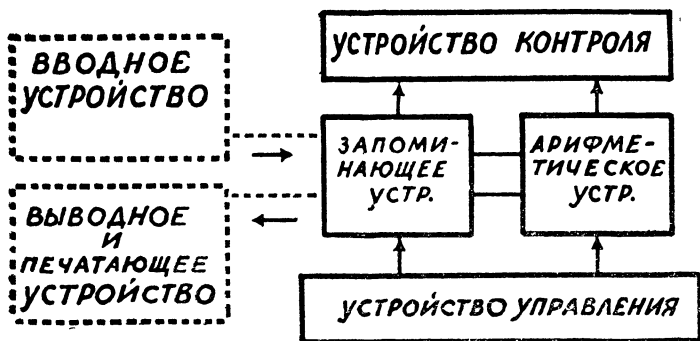 ВВОДНОЕ
УСТРОЙСТВО
УСТРОЙСТВО КОНТРОЛЯ
ЗАПОМИ-
НАЮЩЕЕ
УСТР.
АРИФМЕ-
ТИЧЕСКОЕ
УСТР.
ВЫВОДНОЕ
И
ПЕЧАТАЮЩЕЕ
УСТРОЙСТВО
УСТРОЙСТВО УПРАВЛЕНИЯ